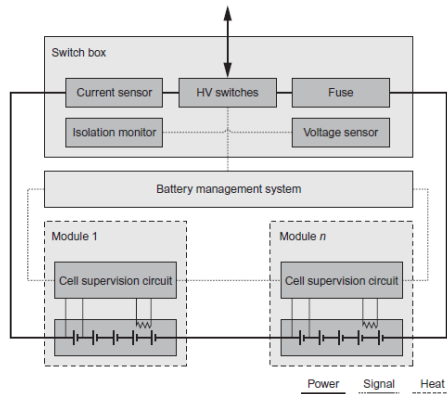 Switch box
Current sensor
HV switches
Fuse
Isolation monitor
Voltage sensor
Battery management system
Module 1
Module n
Cell supervision circuit
Cell supervision circuit
Power
Signal
Heat